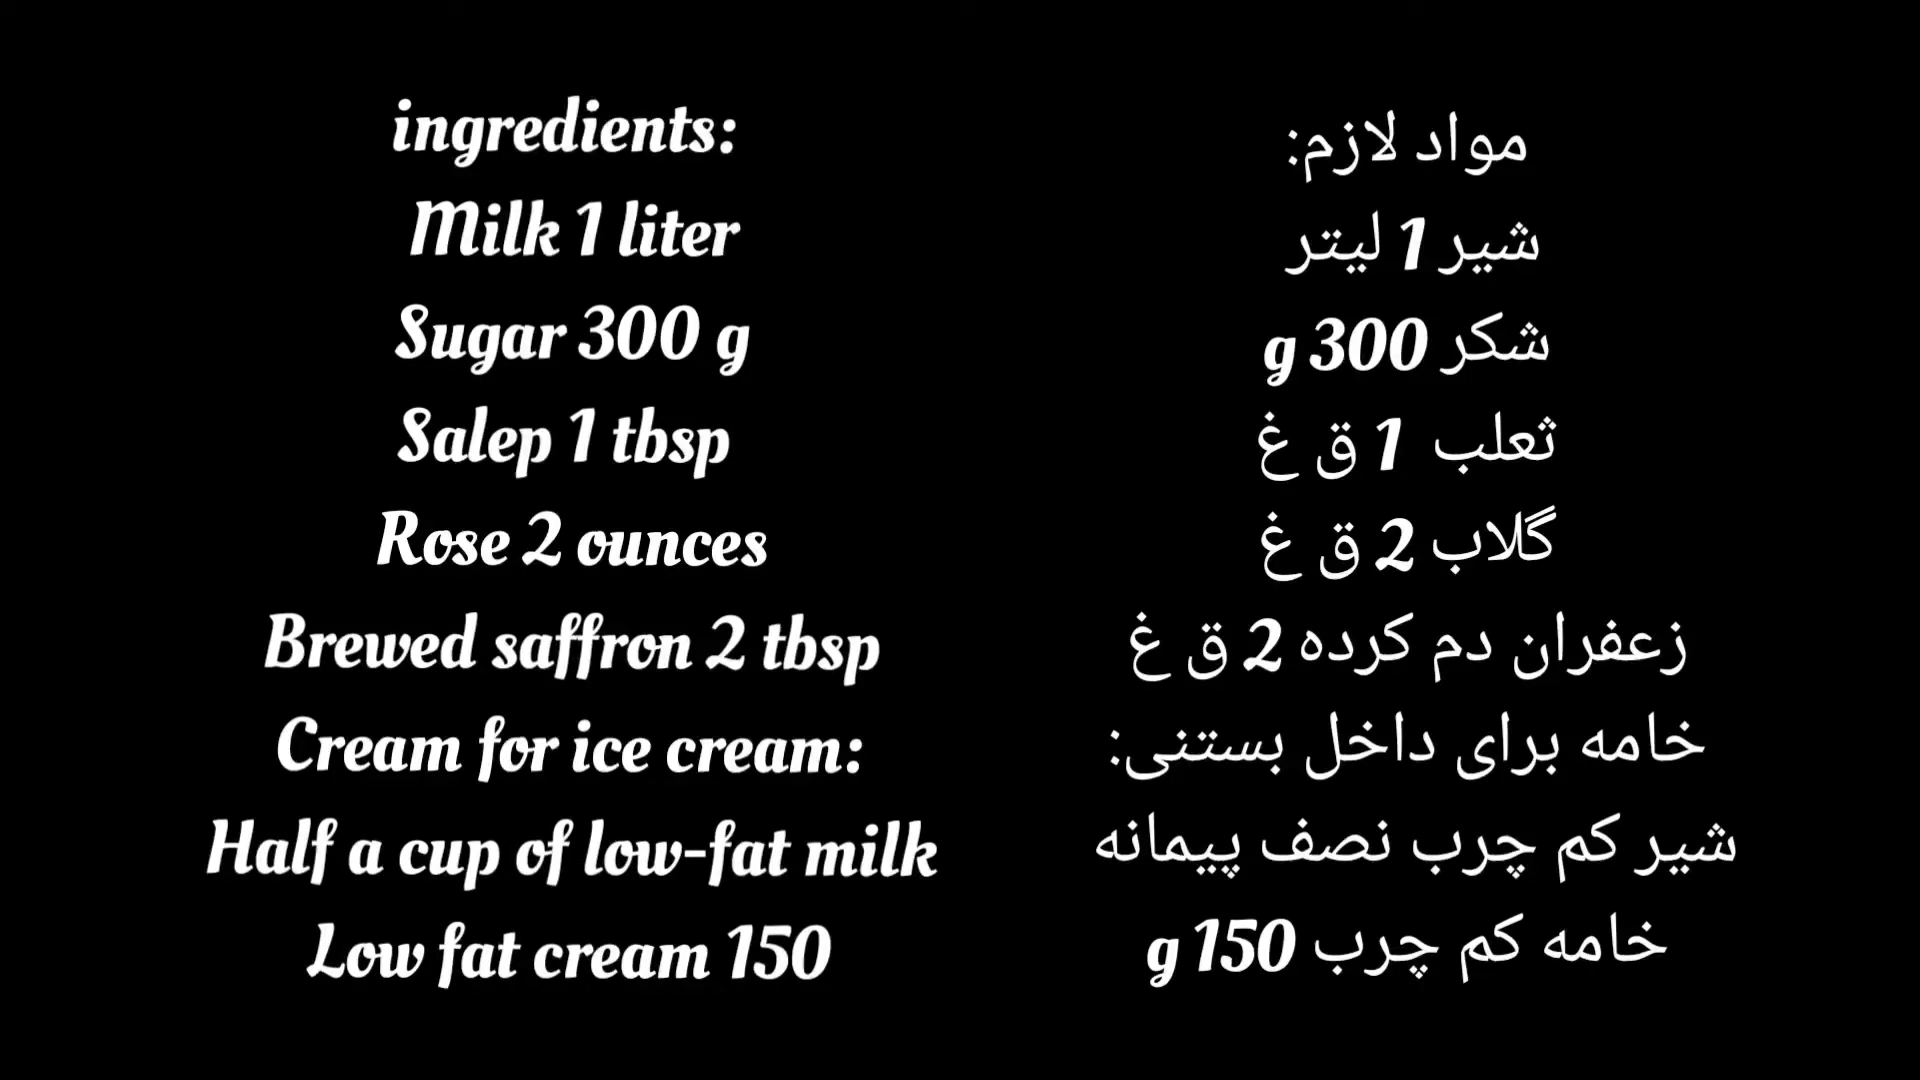 ingredients:
Milk 1 liter
Sugar 300 g
Salep 1 tbsp
Rose 2 ounces
Brewed saffron 2 tbsp
Cream for ice cream:
Half a cup of low-fat milk
Low fat cream 150
مواد لازم:
شیر 1 لیتر
شکر 300 g
ثعلب 1 ق غ
گلاب 2 ق غ
زعفران دم کرده 2 ق غ
خامه برای داخل بستنی:
شیر کم چرب نصف پیمانه
خامه کم چرب 150 g